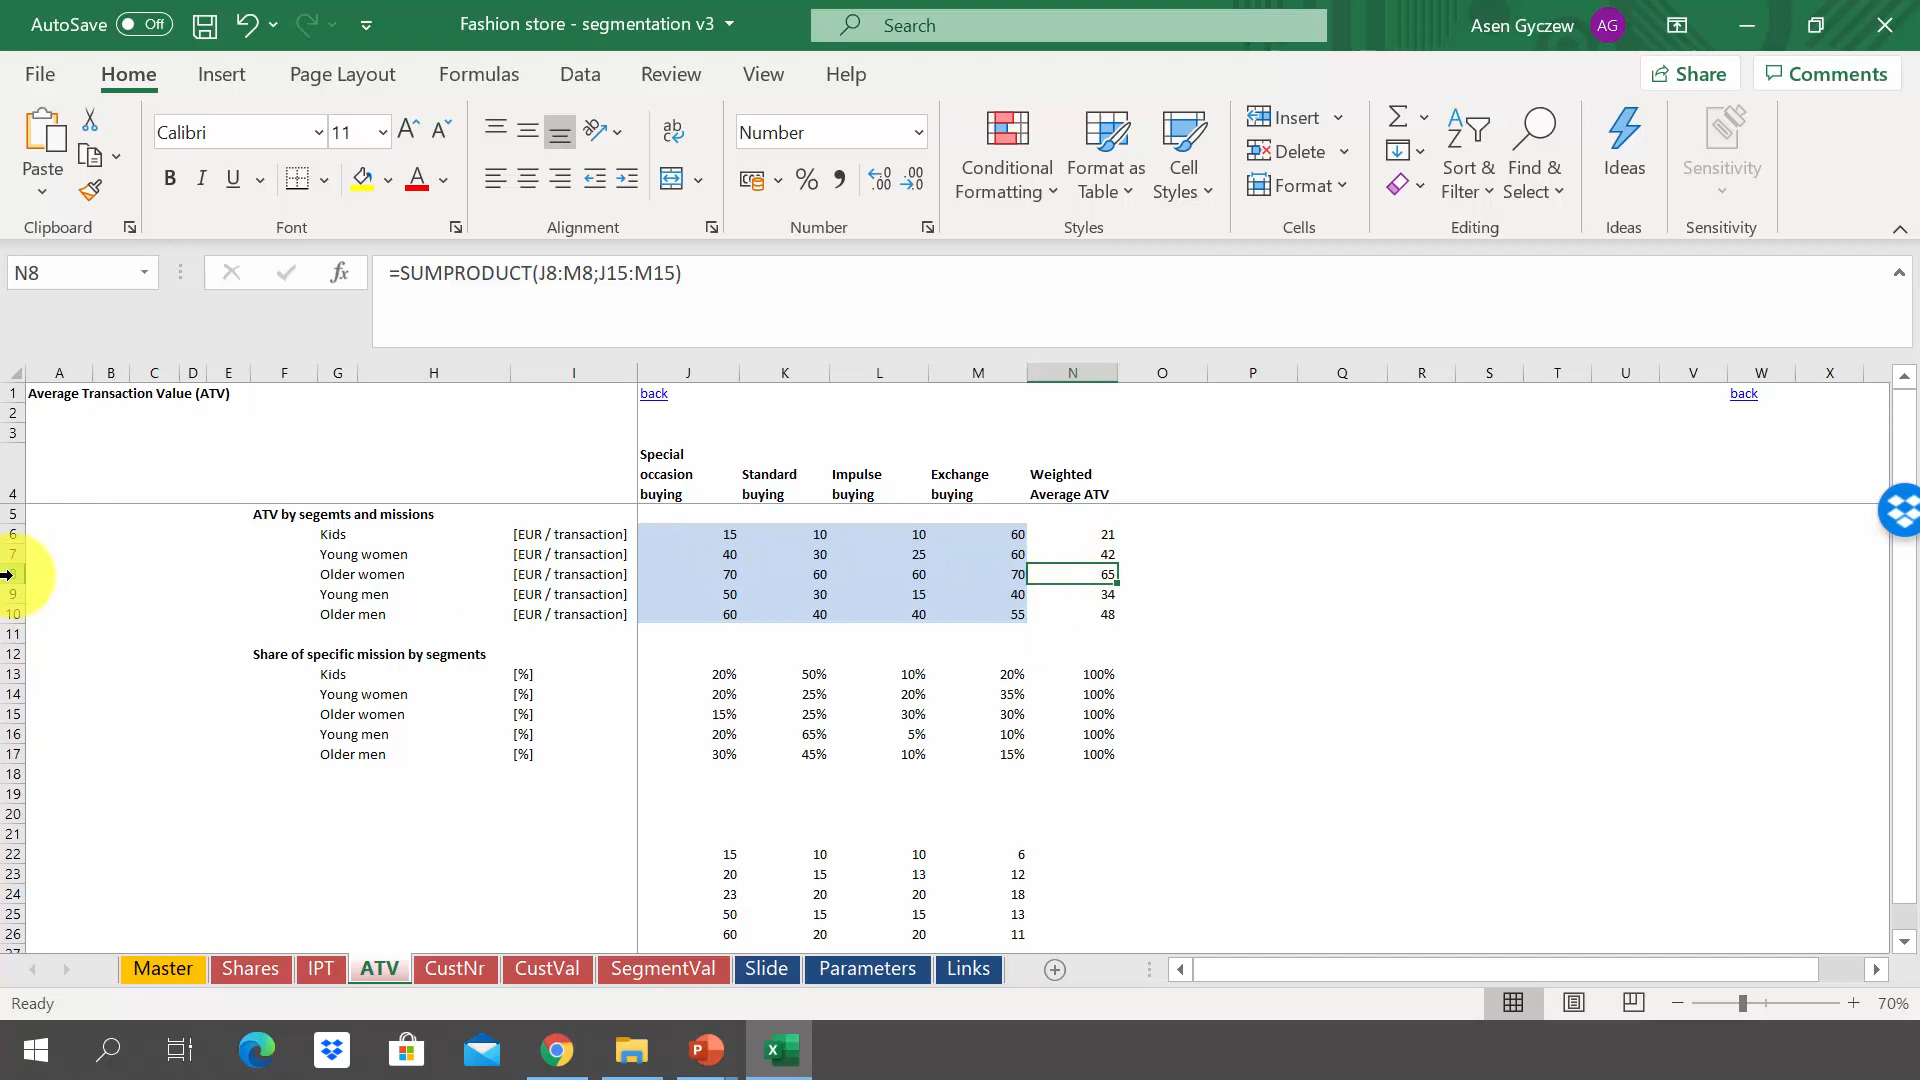 AutoSave Off Fashion store - segmentation v3 Search Asen Gyczew AG
File Home Insert Page Layout Formulas Data Review View Help Share Comments
Calibri 11 ab Number Insert
Paste Conditional Format as Cell Delete Sort & Find & Ideas Sensitivity
B I U A % Formatting Table Styles Format Filter Select
Clipboard Font Alignment Number Styles Cells Editing Ideas Sensitivity
N8 fx =SUMPRODUCT(J8:M8;J15:M15)
A B C D E F G H I J K L M N O P Q R S T U V W X
1 Average Transaction Value (ATV) back back
2
3
Special
occasion Standard Impulse Exchange Weighted
4 buying buying buying buying Average ATV
5 ATV by segemts and missions
6 Kids [EUR / transaction] 15 10 10 60 21
7 Young women [EUR / transaction] 40 30 25 60 42
8 Older women [EUR / transaction] 70 60 60 70 65
9 Young men [EUR / transaction] 50 30 15 40 34
10 Older men [EUR / transaction] 60 40 40 55 48
11
12 Share of specific mission by segments
13 Kids [%] 20% 50% 10% 20% 100%
14 Young women [%] 20% 25% 20% 35% 100%
15 Older women [%] 15% 25% 30% 30% 100%
16 Young men [%] 20% 65% 5% 10% 100%
17 Older men [%] 30% 45% 10% 15% 100%
18
19
20
21
22 15 10 10 6
23 20 15 13 12
24 23 20 20 18
25 50 15 15 13
26 60 20 20 11
27
Master Shares IPT ATV CustNr CustVal SegmentVal Slide Parameters Links
Ready 70%